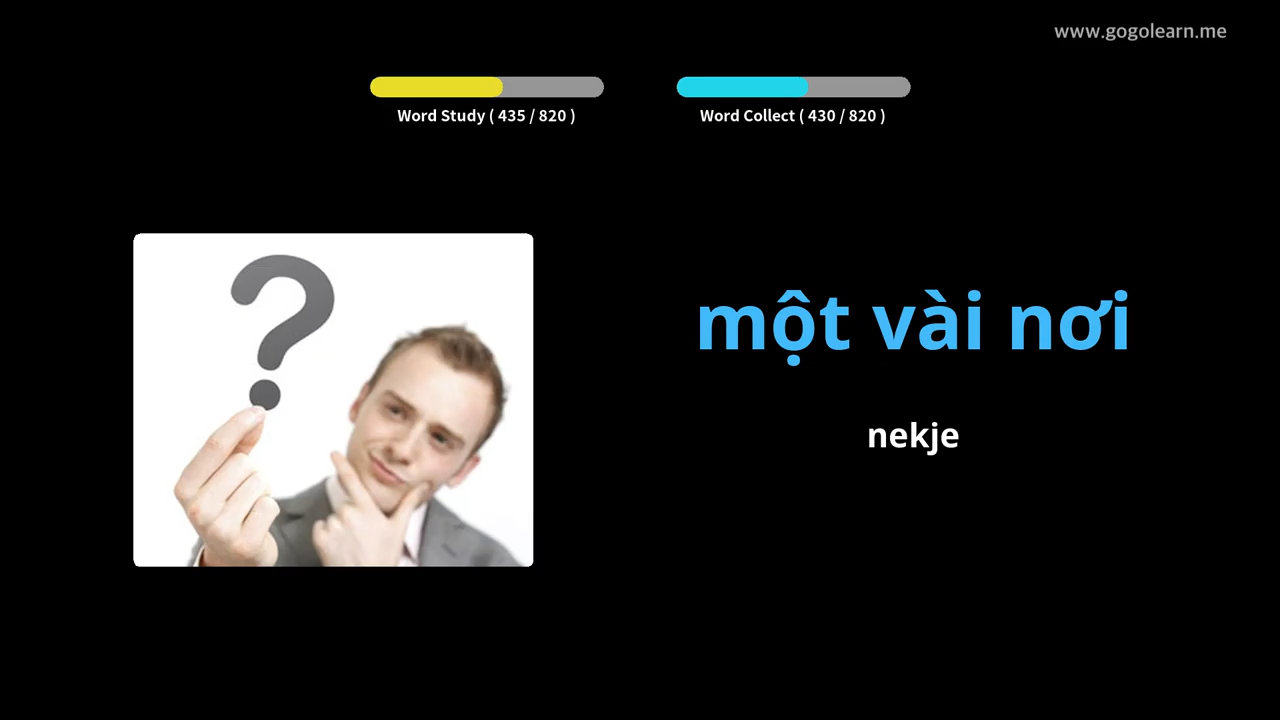 www.gogolearn.me
Word Study ( 435 / 820 )
Word Collect ( 430 / 820 )
?
một vài nơi
nekje